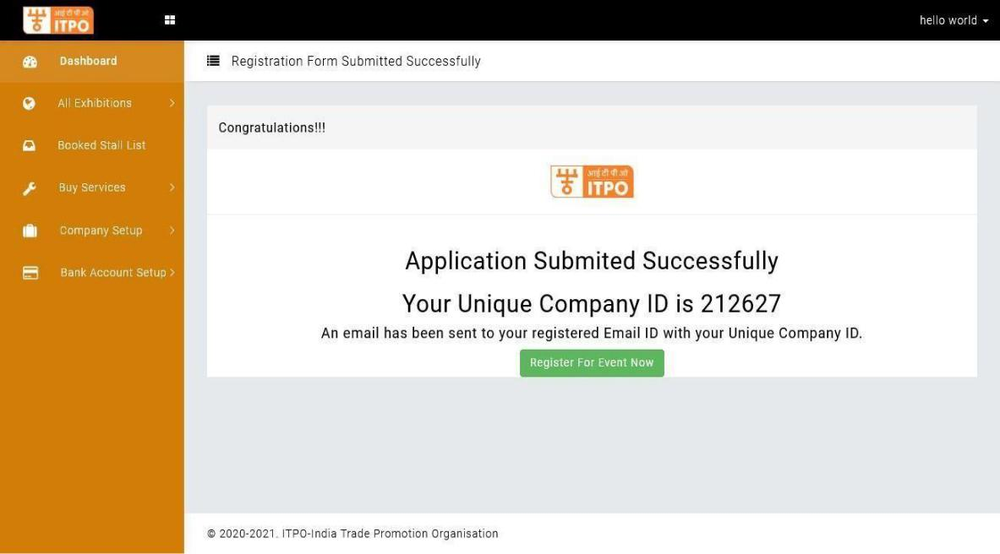 आई टी पी ओ
ITPO
hello world
Dashboard
All Exhibitions
Booked Stall List
Buy Services
Company Setup
Bank Account Setup
Registration Form Submitted Successfully
Congratulations!!!
आई टी पी ओ
ITPO
Application Submited Successfully
Your Unique Company ID is 212627
An email has been sent to your registered Email ID with your Unique Company ID.
Register For Event Now
© 2020-2021. ITPO-India Trade Promotion Organisation